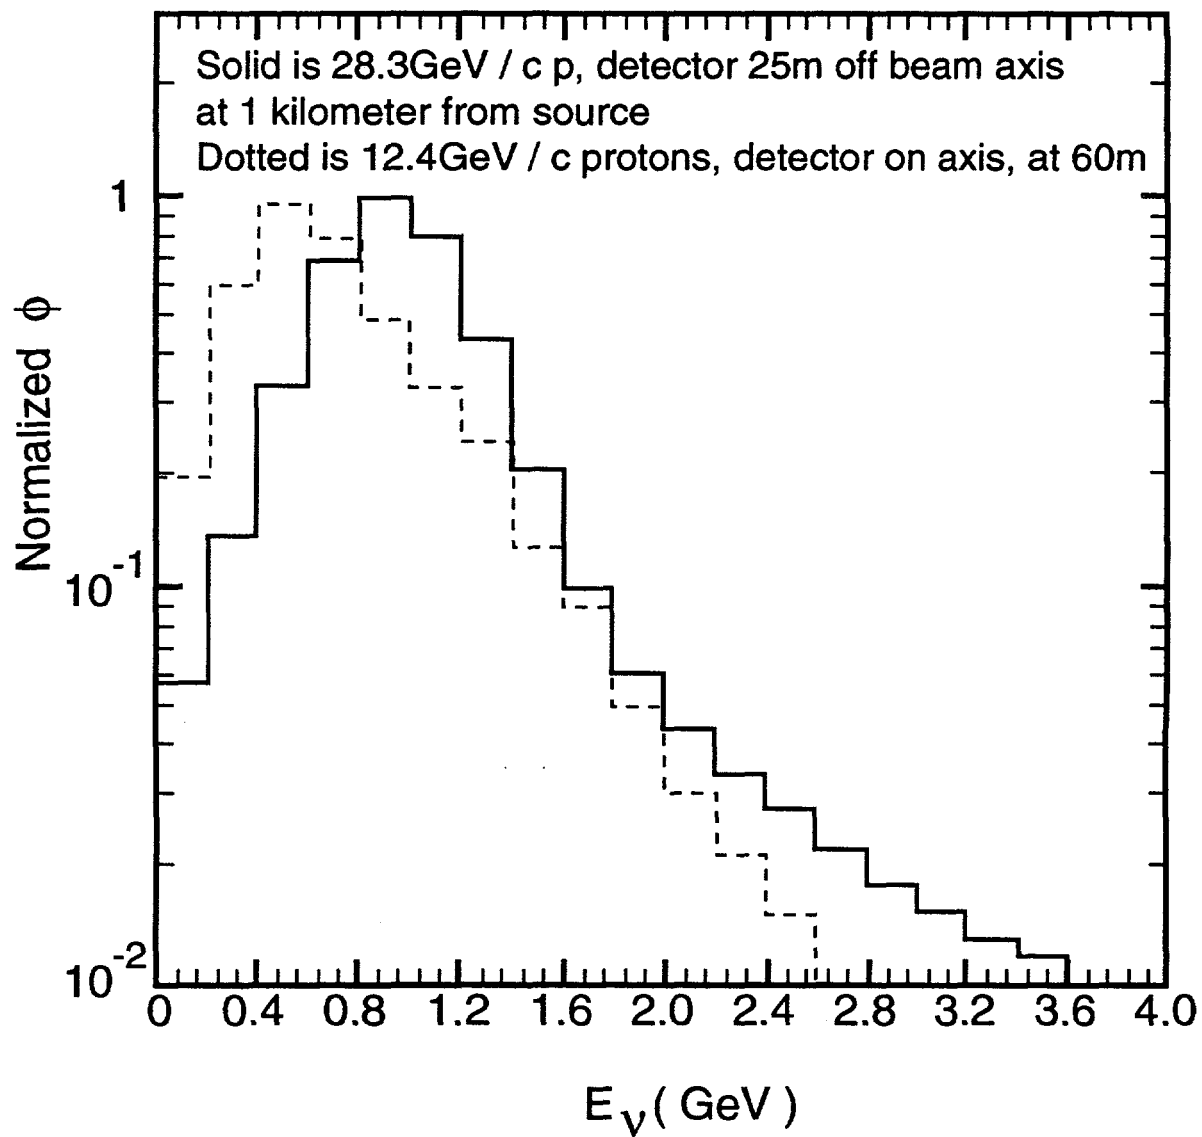 Solid is 28.3GeV / c p, detector 25m off beam axis
at 1 kilometer from source
Dotted is 12.4GeV / c protons, detector on axis, at 60m
Normalized ϕ
1
10⁻¹
10⁻²
0 0.4 0.8 1.2 1.6 2.0 2.4 2.8 3.2 3.6 4.0
E_ν ( GeV )